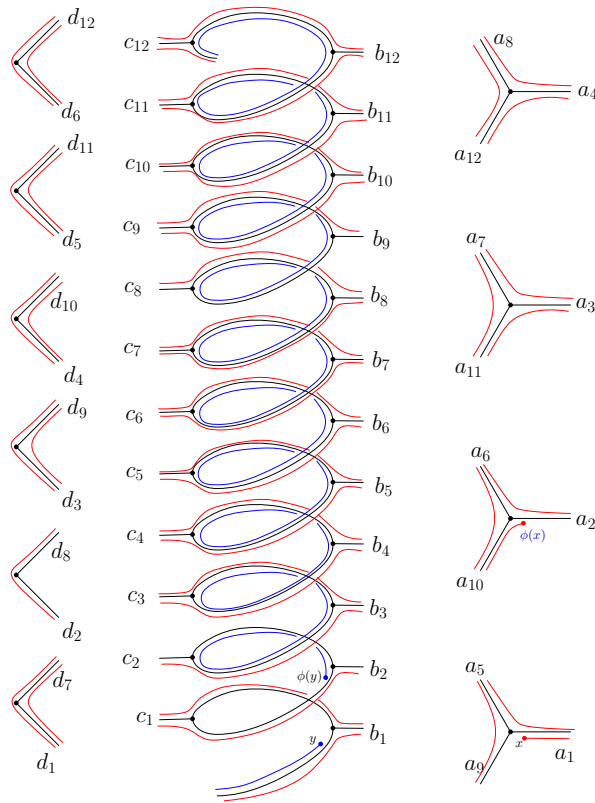 d12
d6
d11
d5
d10
d4
d9
d3
d8
d2
d7
d1
c12
c11
c10
c9
c8
c7
c6
c5
c4
c3
c2
c1
b12
b11
b10
b9
b8
b7
b6
b5
b4
b3
b2
b1
ϕ(y)
y
a8
a4
a12
a7
a3
a11
a6
a2
ϕ(x)
a10
a5
x
a1
a9